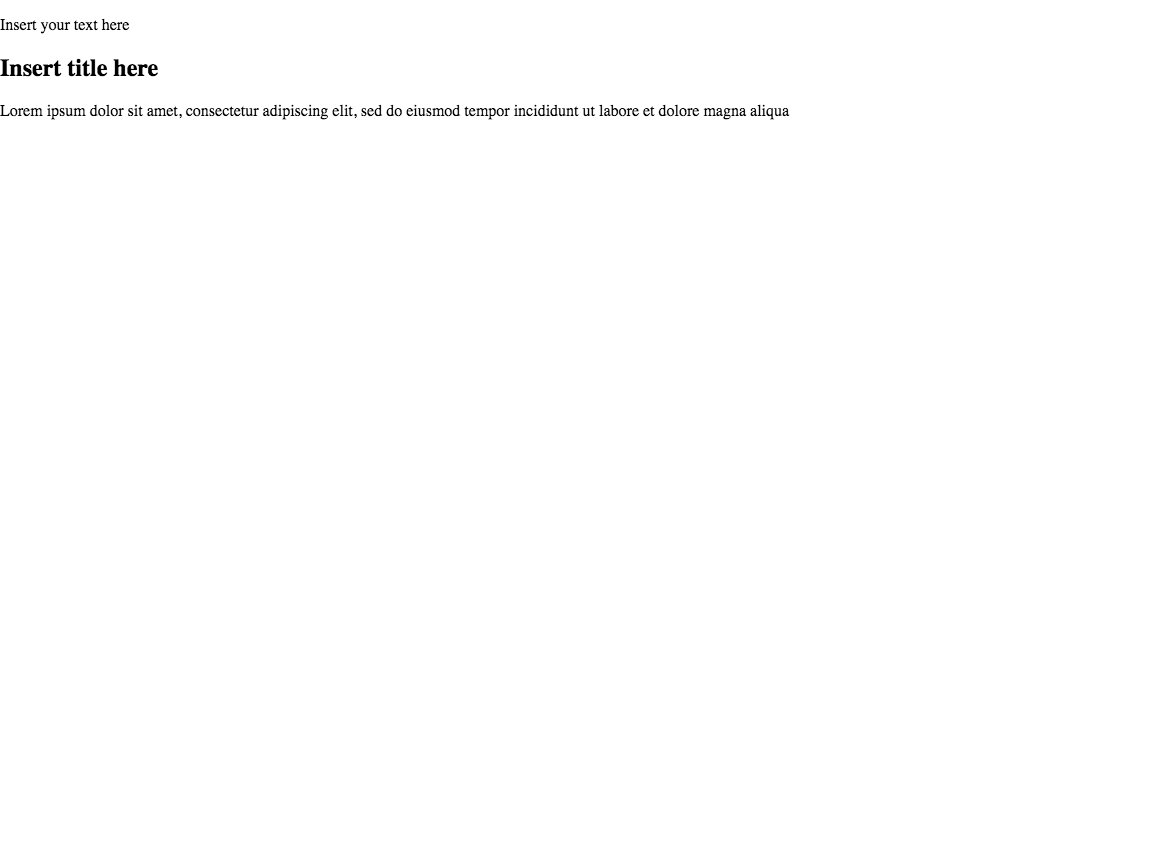 Insert your text here
Insert title here
Lorem ipsum dolor sit amet, consectetur adipiscing elit, sed do eiusmod tempor incididunt ut labore et dolore magna aliqua